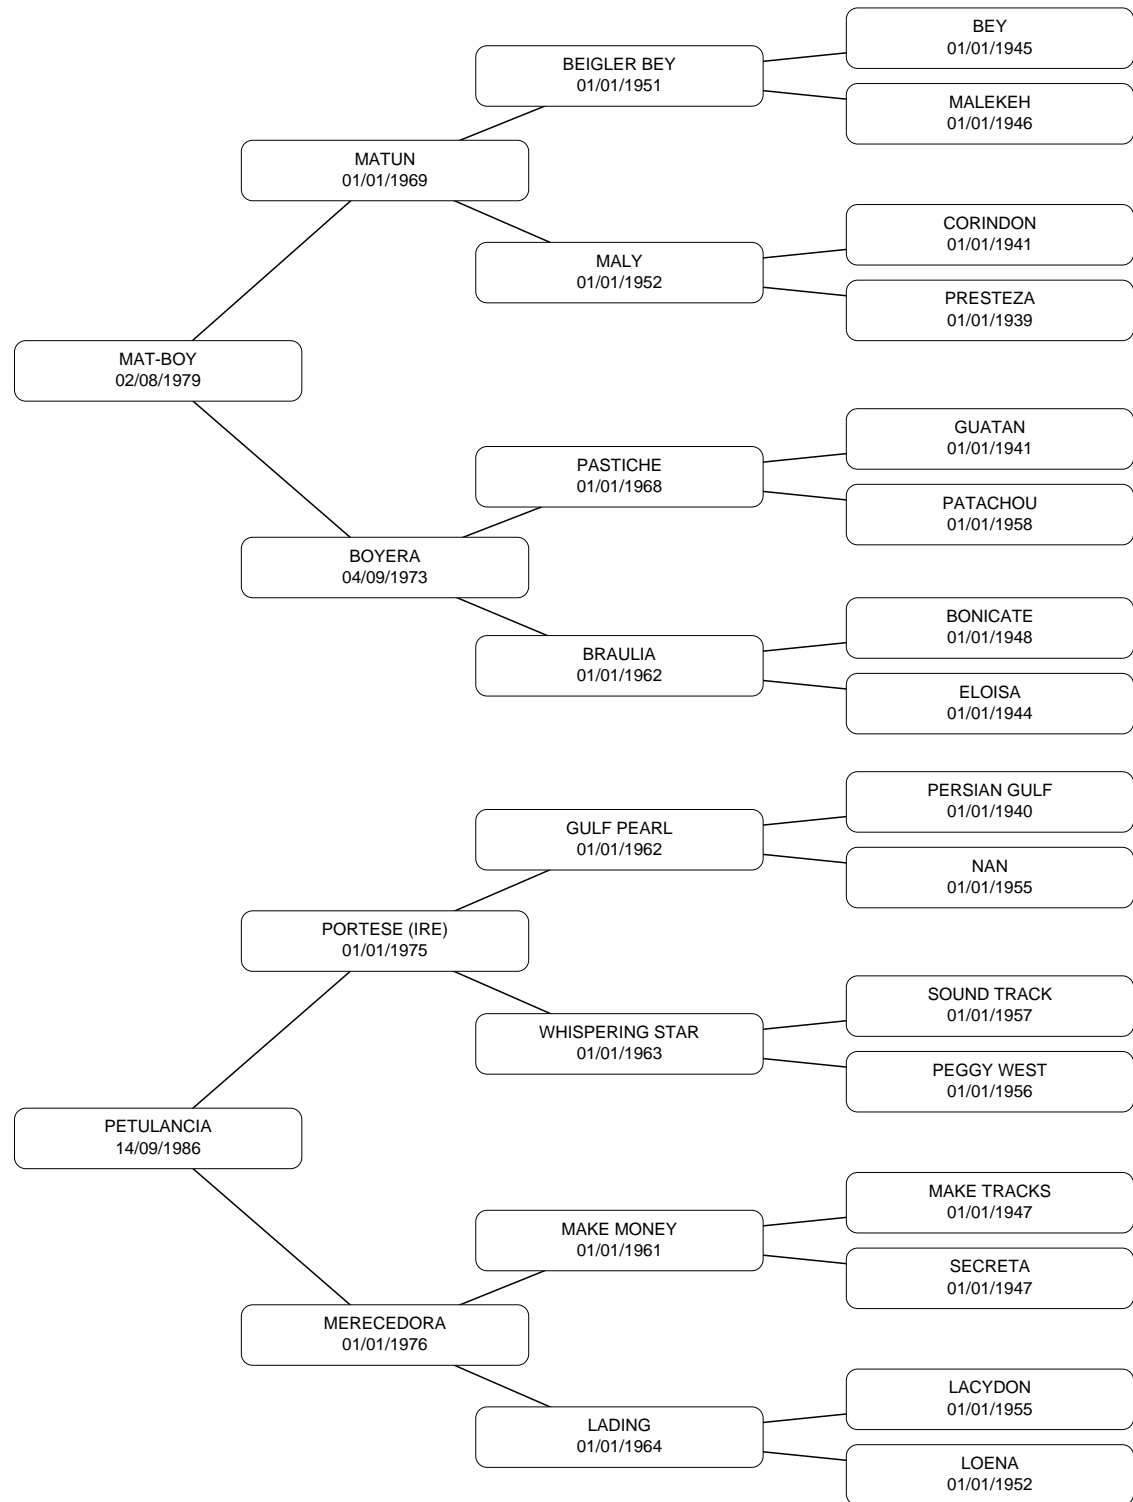 BEY
01/01/1945
BEIGLER BEY
01/01/1951
MALEKEH
01/01/1946
MATUN
01/01/1969
CORINDON
01/01/1941
MALY
01/01/1952
PRESTEZA
01/01/1939
MAT-BOY
02/08/1979
GUATAN
01/01/1941
PASTICHE
01/01/1968
PATACHOU
01/01/1958
BOYERA
04/09/1973
BONICATE
01/01/1948
BRAULIA
01/01/1962
ELOISA
01/01/1944
PERSIAN GULF
01/01/1940
GULF PEARL
01/01/1962
NAN
01/01/1955
PORTESE (IRE)
01/01/1975
SOUND TRACK
01/01/1957
WHISPERING STAR
01/01/1963
PEGGY WEST
01/01/1956
PETULANCIA
14/09/1986
MAKE TRACKS
01/01/1947
MAKE MONEY
01/01/1961
SECRETA
01/01/1947
MERECEDORA
01/01/1976
LACYDON
01/01/1955
LADING
01/01/1964
LOENA
01/01/1952